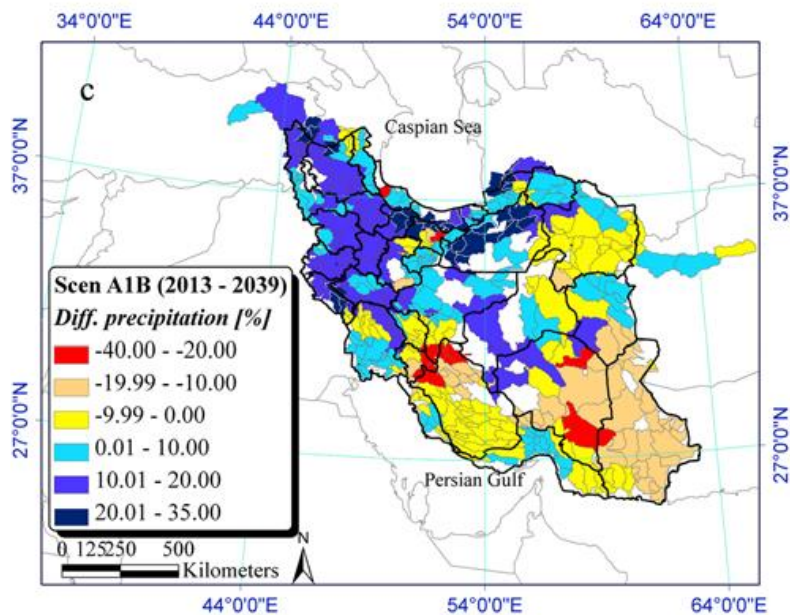 34°0'0"E 44°0'0"E 54°0'0"E 64°0'0"E
c
Caspian Sea
37°0'0"N
37°0'0"N
Scen A1B (2013 - 2039)
Diff. precipitation [%]
-40.00 - -20.00
-19.99 - -10.00
-9.99 - 0.00
0.01 - 10.00
10.01 - 20.00
20.01 - 35.00
27°0'0"N
27°0'0"N
Persian Gulf
N
0 125 250 500
Kilometers
44°0'0"E 54°0'0"E 64°0'0"E